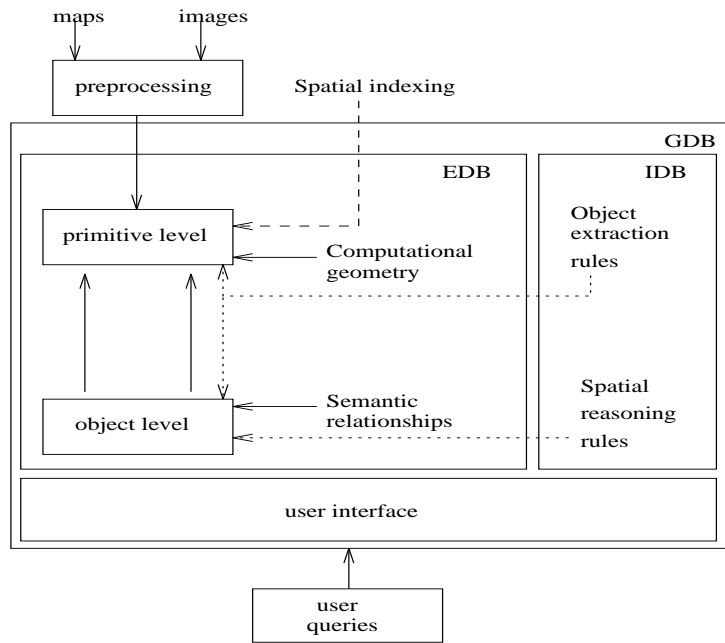 maps
images
preprocessing
Spatial indexing
GDB
EDB
IDB
primitive level
Computational
geometry
Object
extraction
rules
object level
Semantic
relationships
Spatial
reasoning
rules
user interface
user
queries